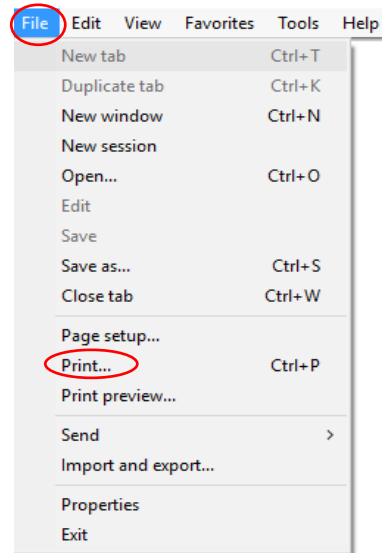 File Edit View Favorites Tools Help
New tab Ctrl+T
Duplicate tab Ctrl+K
New window Ctrl+N
New session
Open... Ctrl+O
Edit
Save
Save as... Ctrl+S
Close tab Ctrl+W
Page setup...
Print... Ctrl+P
Print preview...
Send >
Import and export...
Properties
Exit